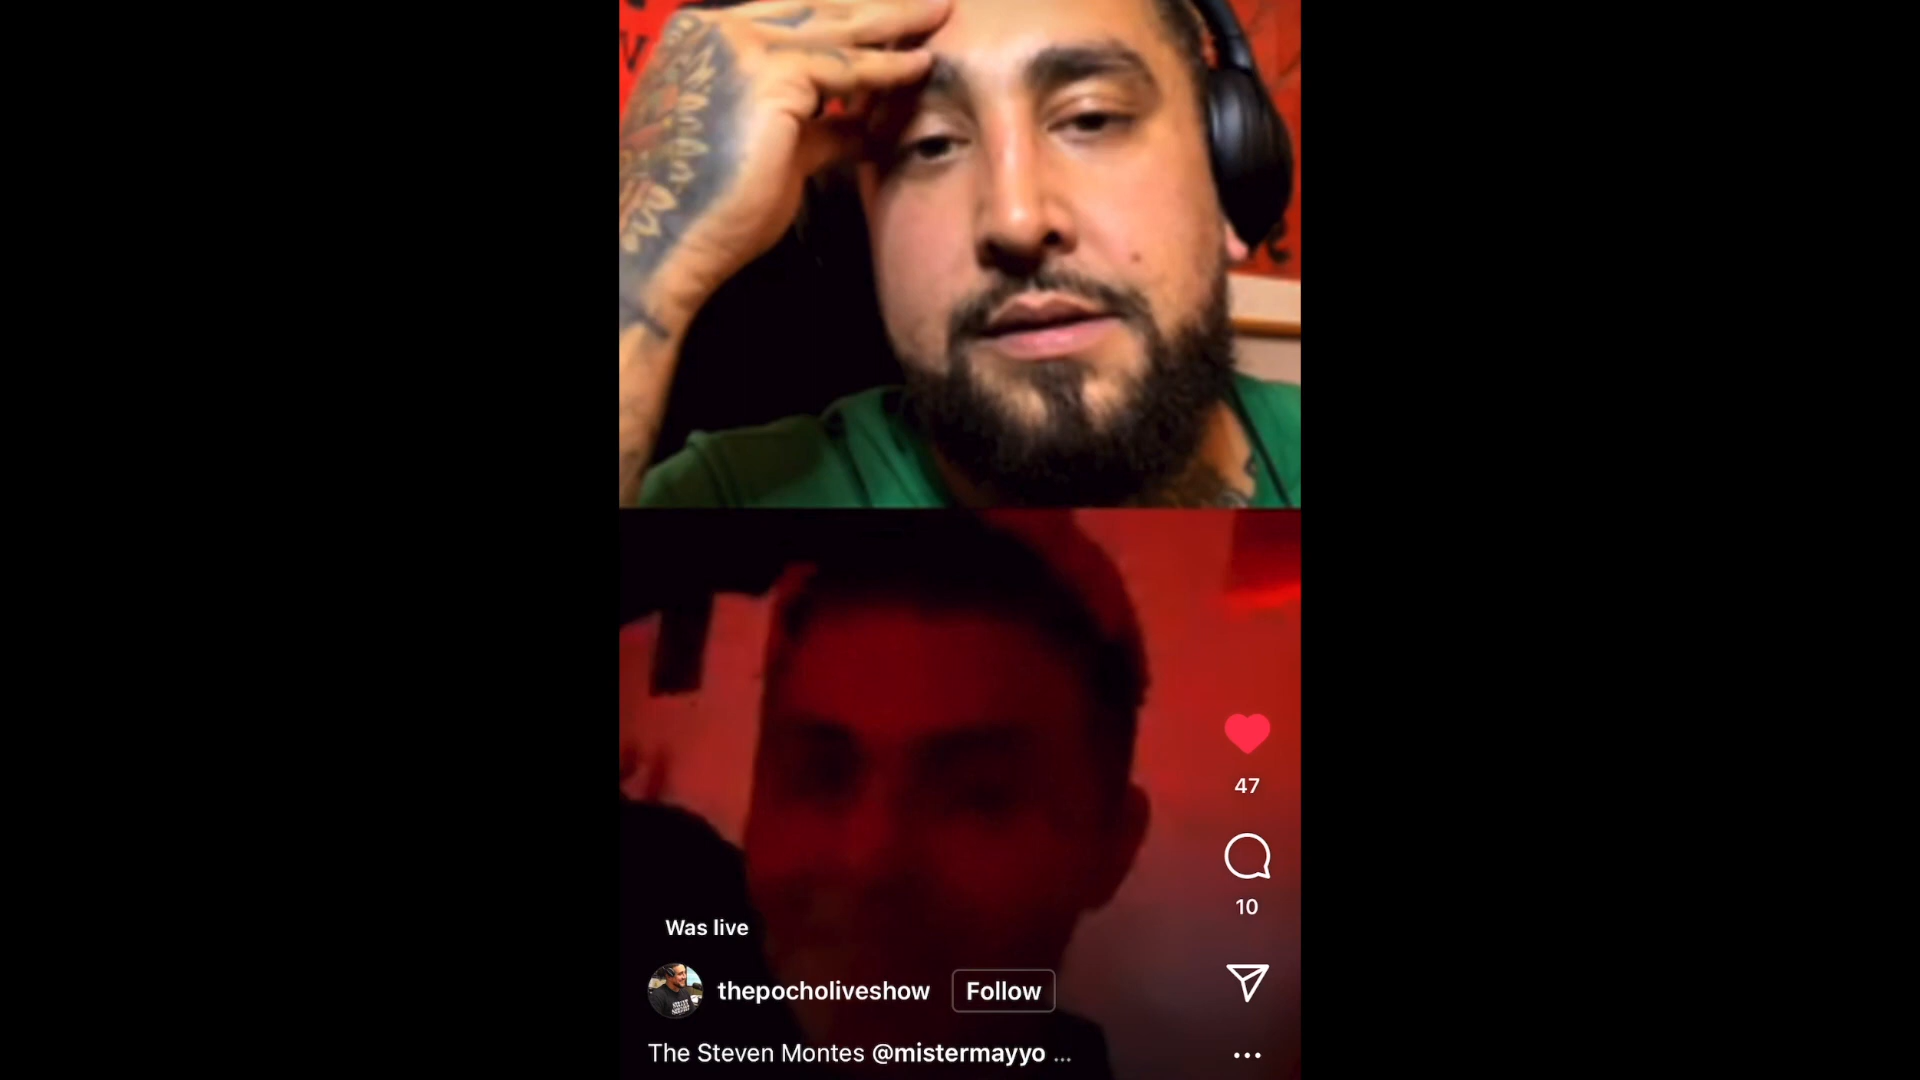 47
10
Was live
thepocholiveshow Follow
The Steven Montes @mistermayyo ...